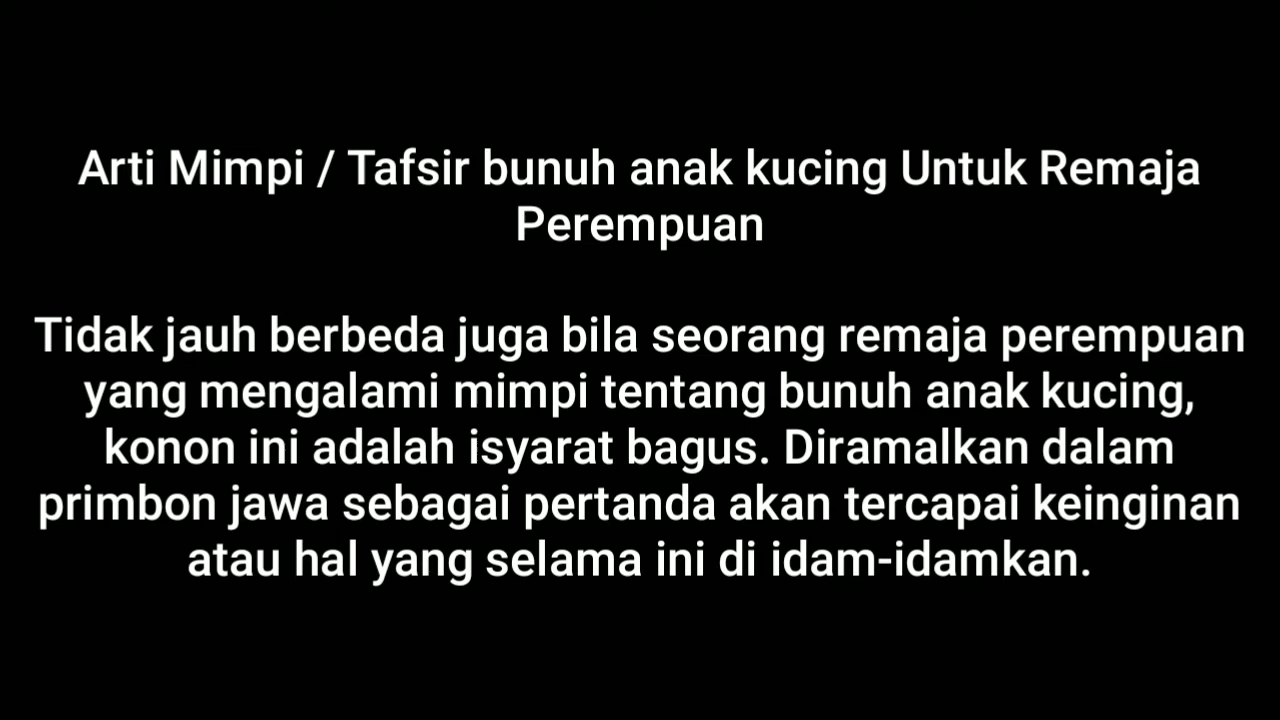 Arti Mimpi / Tafsir bunuh anak kucing Untuk Remaja
Perempuan
Tidak jauh berbeda juga bila seorang remaja perempuan
yang mengalami mimpi tentang bunuh anak kucing,
konon ini adalah isyarat bagus. Diramalkan dalam
primbon jawa sebagai pertanda akan tercapai keinginan
atau hal yang selama ini di idam-idamkan.